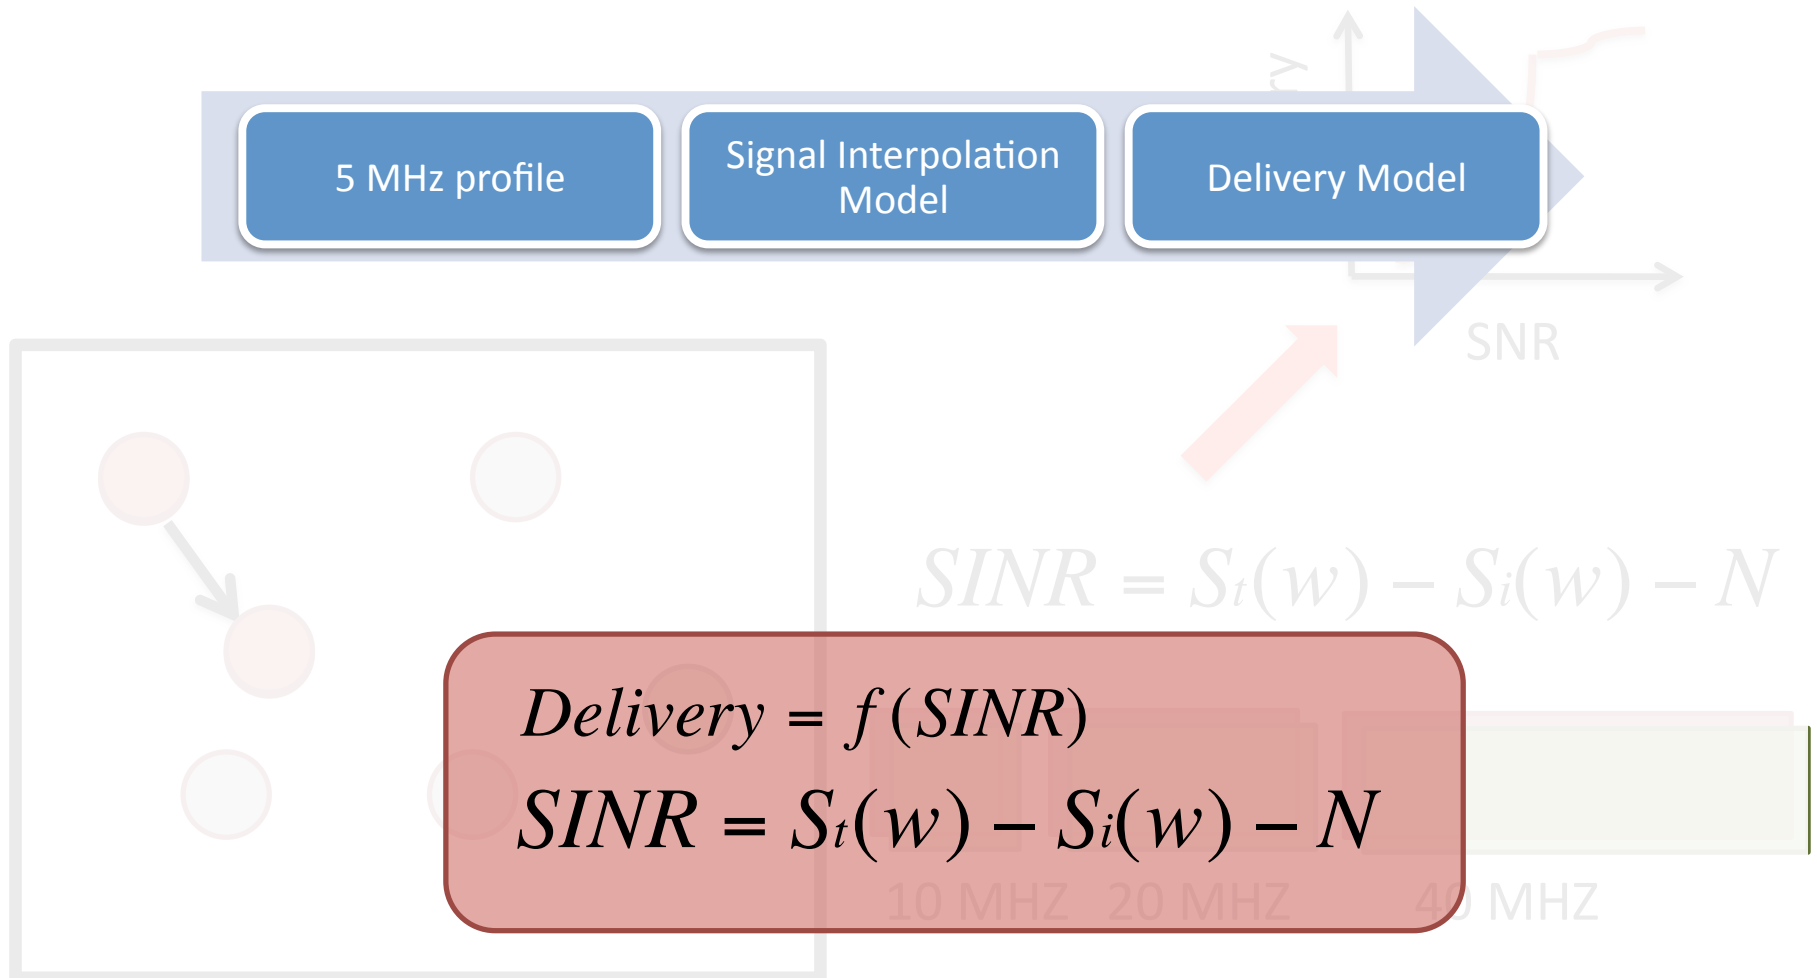 5 MHz profile
Signal Interpolation
Model
Delivery Model
SNR
SINR = St(w) – Si(w) – N
Delivery = f(SINR)
SINR = St(w) – Si(w) – N
10 MHZ 20 MHZ 40 MHZ